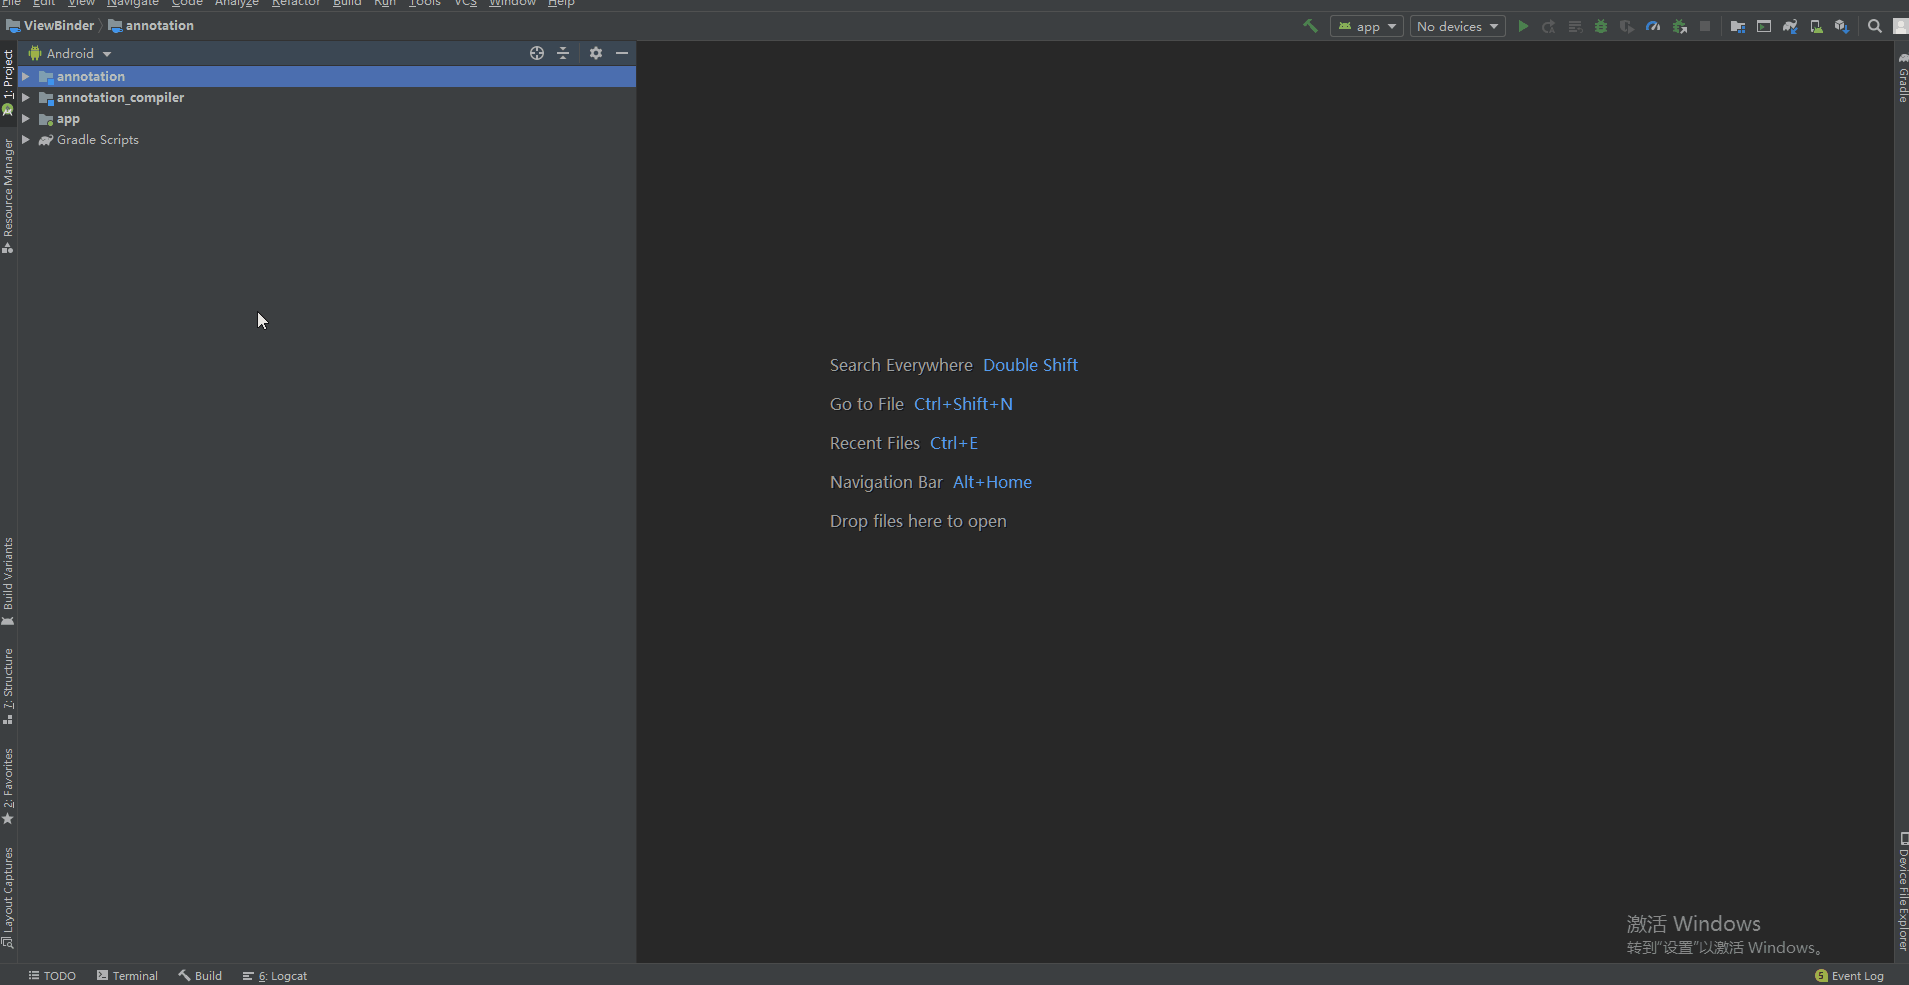 File Edit View Navigate Code Analyze Refactor Build Run Tools VCS Window Help
ViewBinder annotation
app No devices
Android
annotation
annotation_compiler
app
Gradle Scripts
1: Project
Resource Manager
Build Variants
7: Structure
2: Favorites
Layout Captures
Search Everywhere Double Shift
Go to File Ctrl+Shift+N
Recent Files Ctrl+E
Navigation Bar Alt+Home
Drop files here to open
Gradle
Device File Explorer
激活 Windows
转到“设置”以激活 Windows。
TODO Terminal Build 6: Logcat
5 Event Log